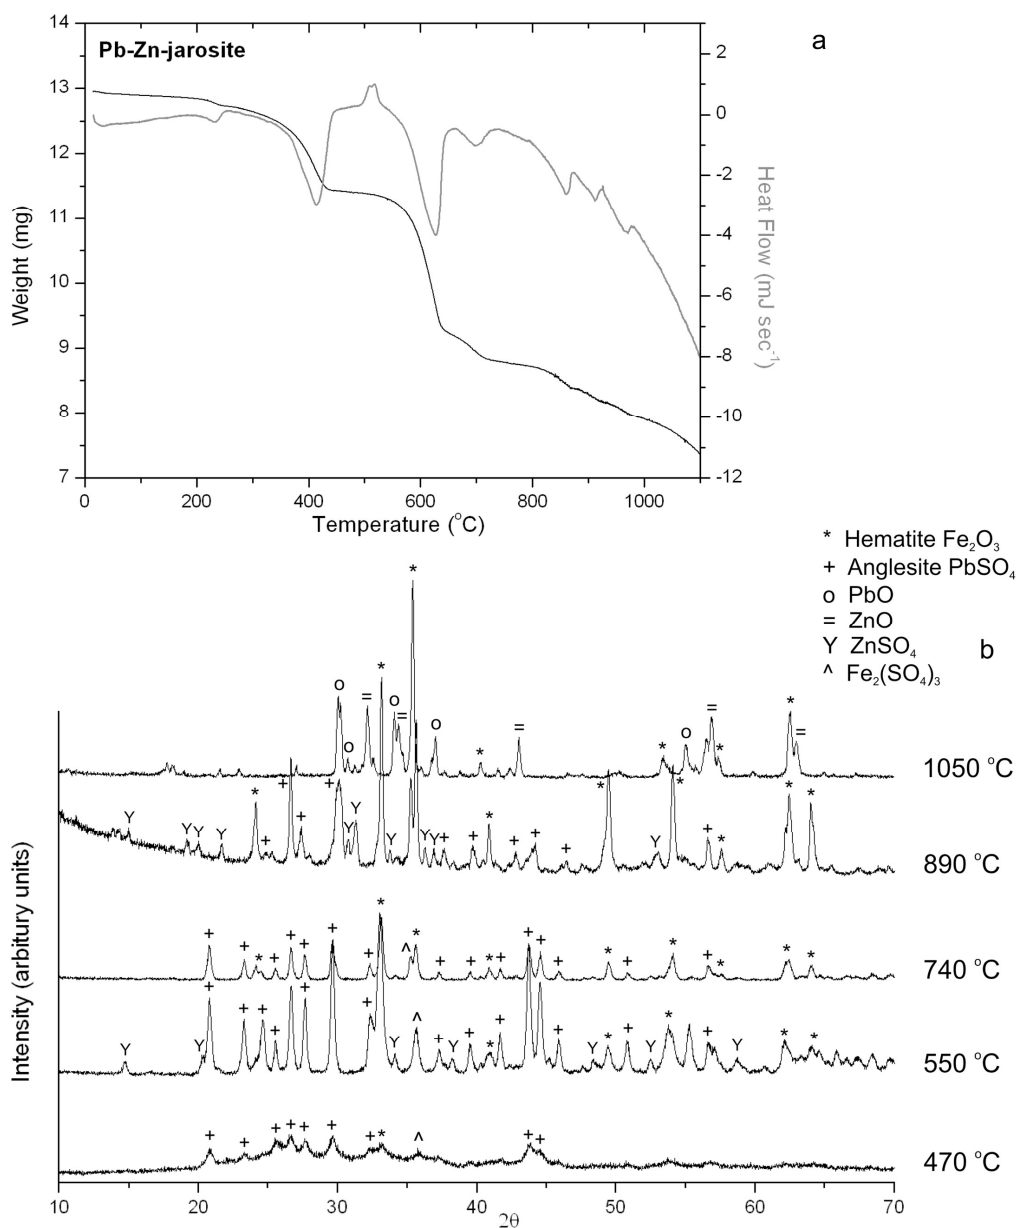 a
Pb-Zn-jarosite
14
13
12
11
10
9
8
7
Weight (mg)
2
0
-2
-4
-6
-8
-10
-12
Heat Flow (mJ sec⁻¹)
0 200 400 600 800 1000
Temperature (°C)
* Hematite Fe₂O₃
+ Anglesite PbSO₄
o PbO
= ZnO
Y ZnSO₄
^ Fe₂(SO₄)₃
b
Intensity (arbitury units)
* o o = o = * o = * o = * * o = * * =
1050 °C
Y Y Y Y * + + + + Y Y * Y Y Y + + * + + + * * Y + * * *
890 °C
+ + * + + + + + * ^ * + + * + + + + * + * + * * *
740 °C
+ Y + + + + + + + * Y ^ + Y + * + + + + Y * + Y * + Y * *
Y
550 °C
+ + + + + + + * ^ + +
470 °C
10 20 30 40 50 60 70
2θ